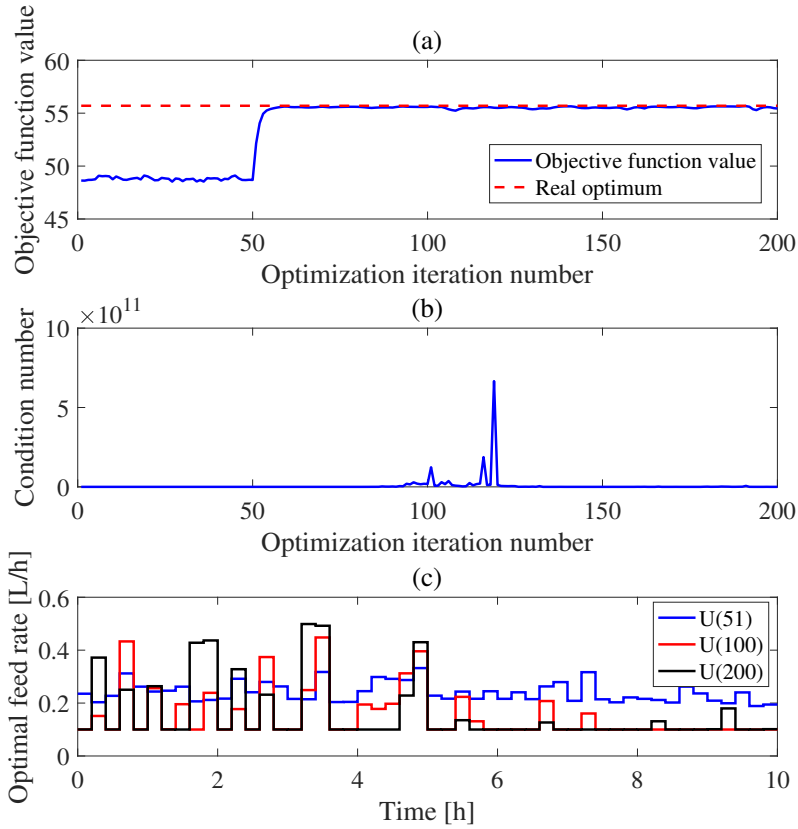 (a)
Objective function value
60
55
50
45
Objective function value
Real optimum
0 50 100 150 200
Optimization iteration number
(b)
×10^11
Condition number
10
5
0
0 50 100 150 200
Optimization iteration number
(c)
Optimal feed rate [L/h]
0.6
0.4
0.2
0
U(51)
U(100)
U(200)
0 2 4 6 8 10
Time [h]